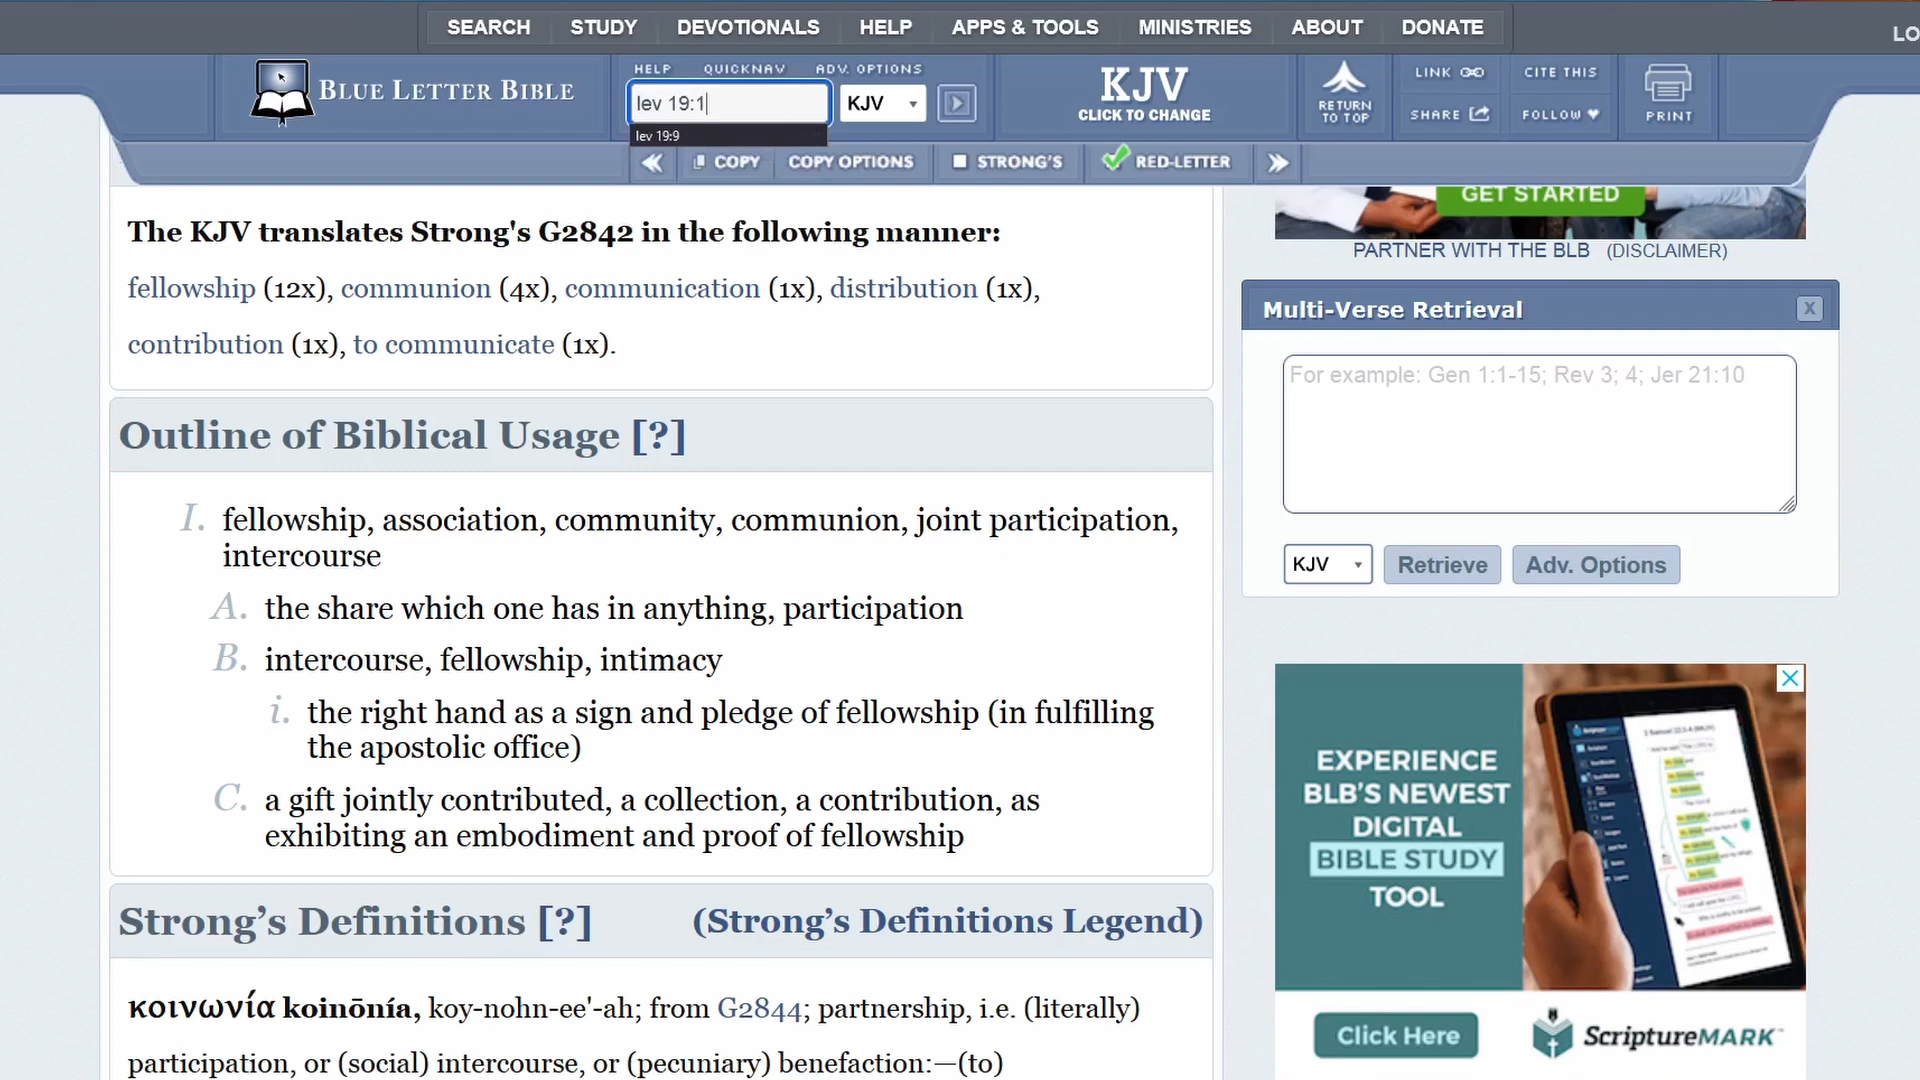 SEARCH STUDY DEVOTIONALS HELP APPS & TOOLS MINISTRIES ABOUT DONATE LO
HELP QUICKNAV ADV. OPTIONS
BLUE LETTER BIBLE
lev 19:1
KJV
lev 19:9
KJV
CLICK TO CHANGE
RETURN
TO TOP
LINK
SHARE
CITE THIS
FOLLOW
PRINT
COPY COPY OPTIONS STRONG'S RED-LETTER
The KJV translates Strong's G2842 in the following manner:
fellowship (12x), communion (4x), communication (1x), distribution (1x),
contribution (1x), to communicate (1x).
Outline of Biblical Usage [?]
I. fellowship, association, community, communion, joint participation,
intercourse
A. the share which one has in anything, participation
B. intercourse, fellowship, intimacy
i. the right hand as a sign and pledge of fellowship (in fulfilling
the apostolic office)
C. a gift jointly contributed, a collection, a contribution, as
exhibiting an embodiment and proof of fellowship
Strong's Definitions [?] (Strong's Definitions Legend)
κοινωνία koinōnía, koy-nohn-ee'-ah; from G2844; partnership, i.e. (literally)
participation, or (social) intercourse, or (pecuniary) benefaction:—(to)
GET STARTED
PARTNER WITH THE BLB (DISCLAIMER)
Multi-Verse Retrieval X
For example: Gen 1:1-15; Rev 3; 4; Jer 21:10
KJV Retrieve Adv. Options
EXPERIENCE
BLB'S NEWEST
DIGITAL
BIBLE STUDY
TOOL
Click Here
ScriptureMARK